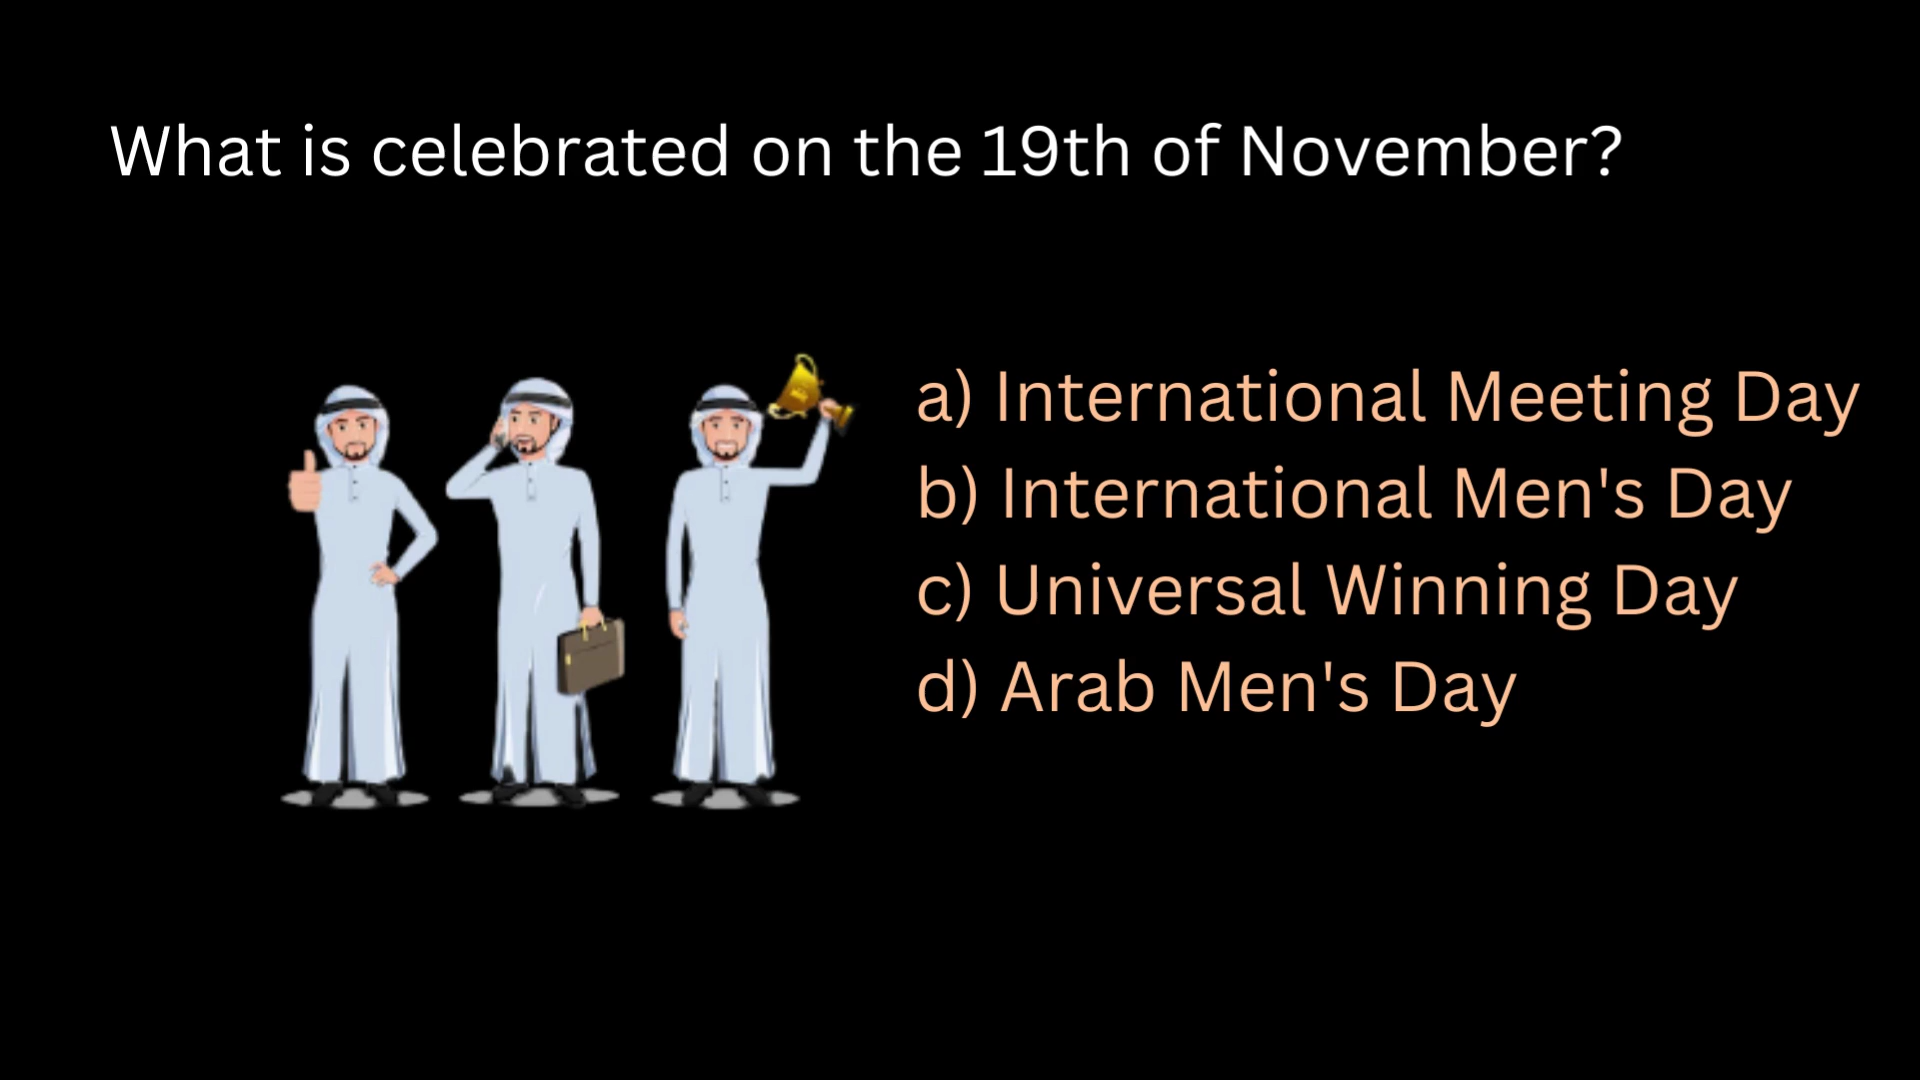 What is celebrated on the 19th of November?
a) International Meeting Day
b) International Men's Day
c) Universal Winning Day
d) Arab Men's Day